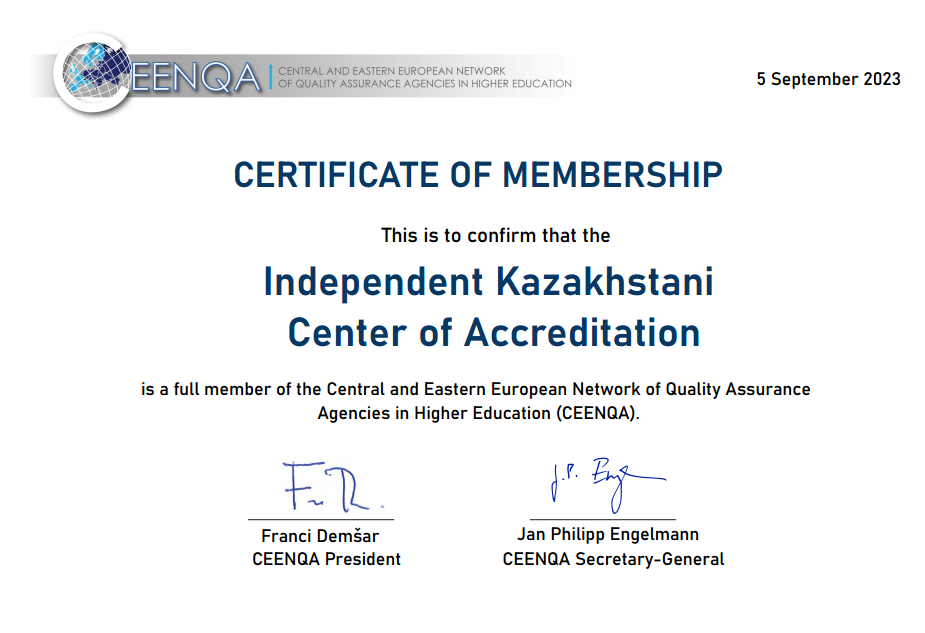 CEENQA
CENTRAL AND EASTERN EUROPEAN NETWORK
OF QUALITY ASSURANCE AGENCIES IN HIGHER EDUCATION
5 September 2023
CERTIFICATE OF MEMBERSHIP
This is to confirm that the
Independent Kazakhstani
Center of Accreditation
is a full member of the Central and Eastern European Network of Quality Assurance
Agencies in Higher Education (CEENQA).
J.P. Eng
Franci Demšar
CEENQA President
Jan Philipp Engelmann
CEENQA Secretary-General